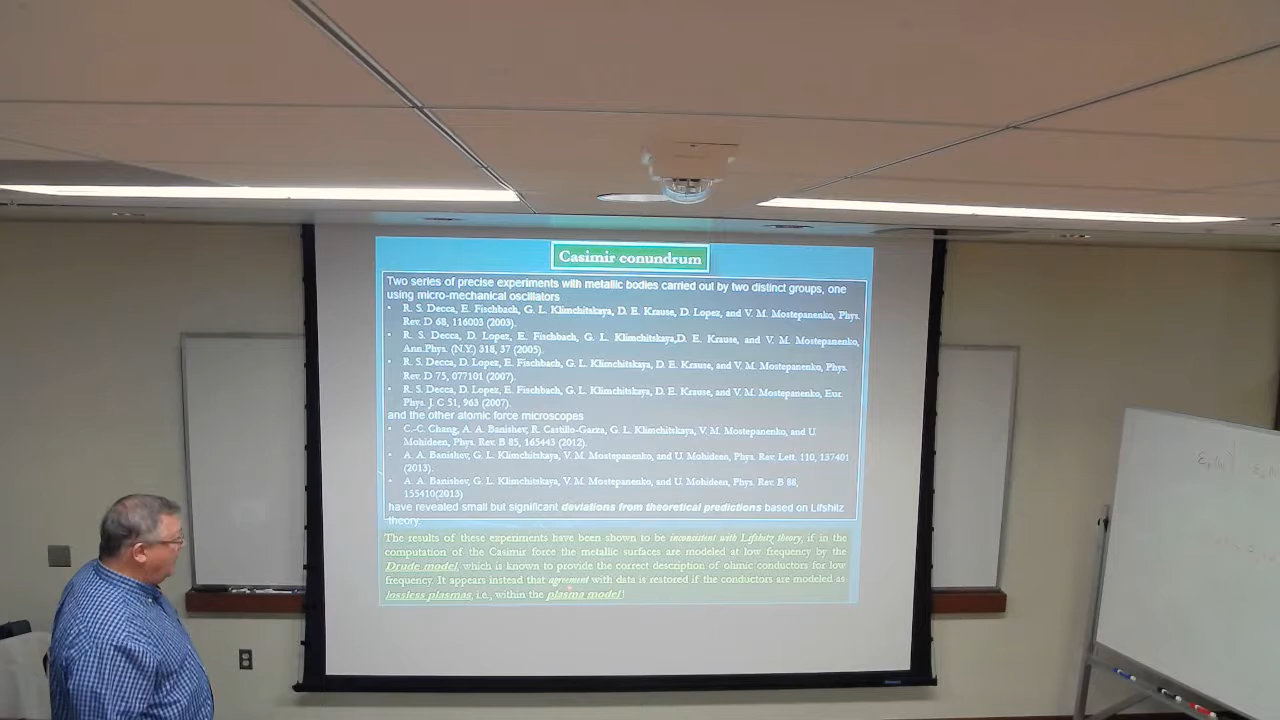 Casimir conundrum
Two series of precise experiments with metallic bodies carried out by two distinct groups, one
using micro-mechanical oscillators
• R. S. Decca, E. Fischbach, G. L. Klimchitskaya, D. E. Krause, D. Lopez, and V. M. Mostepanenko, Phys.
Rev. D 68, 116003 (2003).
• R. S. Decca, D. Lopez, E. Fischbach, G. L. Klimchitskaya,D. E. Krause, and V. M. Mostepanenko,
Ann.Phys. (N.Y.) 318, 37 (2005).
• R. S. Decca, D. Lopez, E. Fischbach, G. L. Klimchitskaya, D. E. Krause, and V. M. Mostepanenko, Phys.
Rev. D 75, 077101 (2007).
• R. S. Decca, D. Lopez, E. Fischbach, G. L. Klimchitskaya, D. E. Krause, and V. M. Mostepanenko, Eur.
Phys. J. C 51, 963 (2007).
and the other atomic force microscopes
• C.-C. Chang, A. A. Banishev, R. Castillo-Garza, G. L. Klimchitskaya, V. M. Mostepanenko, and U.
Mohideen, Phys. Rev. B 85, 165443 (2012).
• A. A. Banishev, G. L. Klimchitskaya, V. M. Mostepanenko, and U. Mohideen, Phys. Rev. Lett. 110, 137401
(2013).
• A. A. Banishev, G. L. Klimchitskaya, V. M. Mostepanenko, and U. Mohideen, Phys. Rev. B 88,
155410(2013)
have revealed small but significant deviations from theoretical predictions based on Lifshitz
theory.
The results of these experiments have been shown to be inconsistent with Lifshitz theory, if in the
computation of the Casimir force the metallic surfaces are modeled at low frequency by the
Drude model, which is known to provide the correct description of ohmic conductors for low
frequency. It appears instead that agreement with data is restored if the conductors are modeled as
lossless plasmas, i.e., within the plasma model!